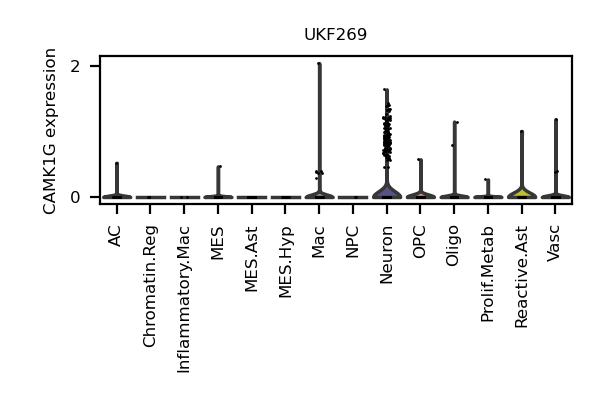 UKF269
CAMK1G expression
2
0
AC
Chromatin.Reg
Inflammatory.Mac
MES
MES.Ast
MES.Hyp
Mac
NPC
Neuron
OPC
Oligo
Prolif.Metab
Reactive.Ast
Vasc